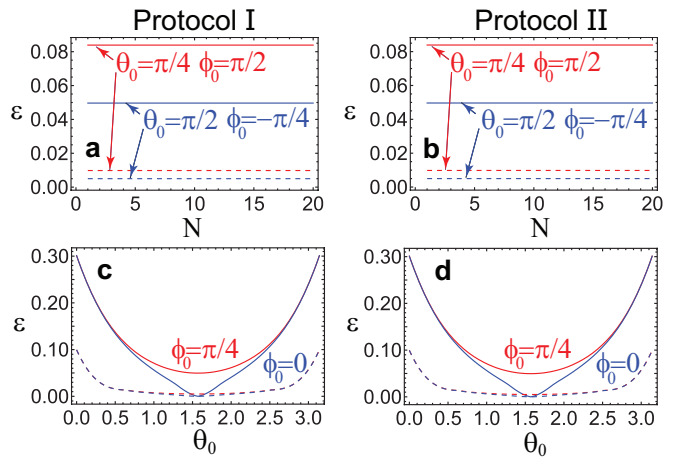 Protocol I
Protocol II
0.08
0.06
0.04
0.02
0.00
ε
θ₀=π/4 ϕ₀=π/2
θ₀=π/2 ϕ₀=−π/4
a
0
5
10
15
20
N
0.08
0.06
0.04
0.02
0.00
ε
θ₀=π/4 ϕ₀=π/2
θ₀=π/2 ϕ₀=−π/4
b
0
5
10
15
20
N
0.30
0.20
0.10
0.00
ε
c
ϕ₀=π/4
ϕ₀=0
0.0
0.5
1.0
1.5
2.0
2.5
3.0
θ₀
0.30
0.20
0.10
0.00
ε
d
ϕ₀=π/4
ϕ₀=0
0.0
0.5
1.0
1.5
2.0
2.5
3.0
θ₀